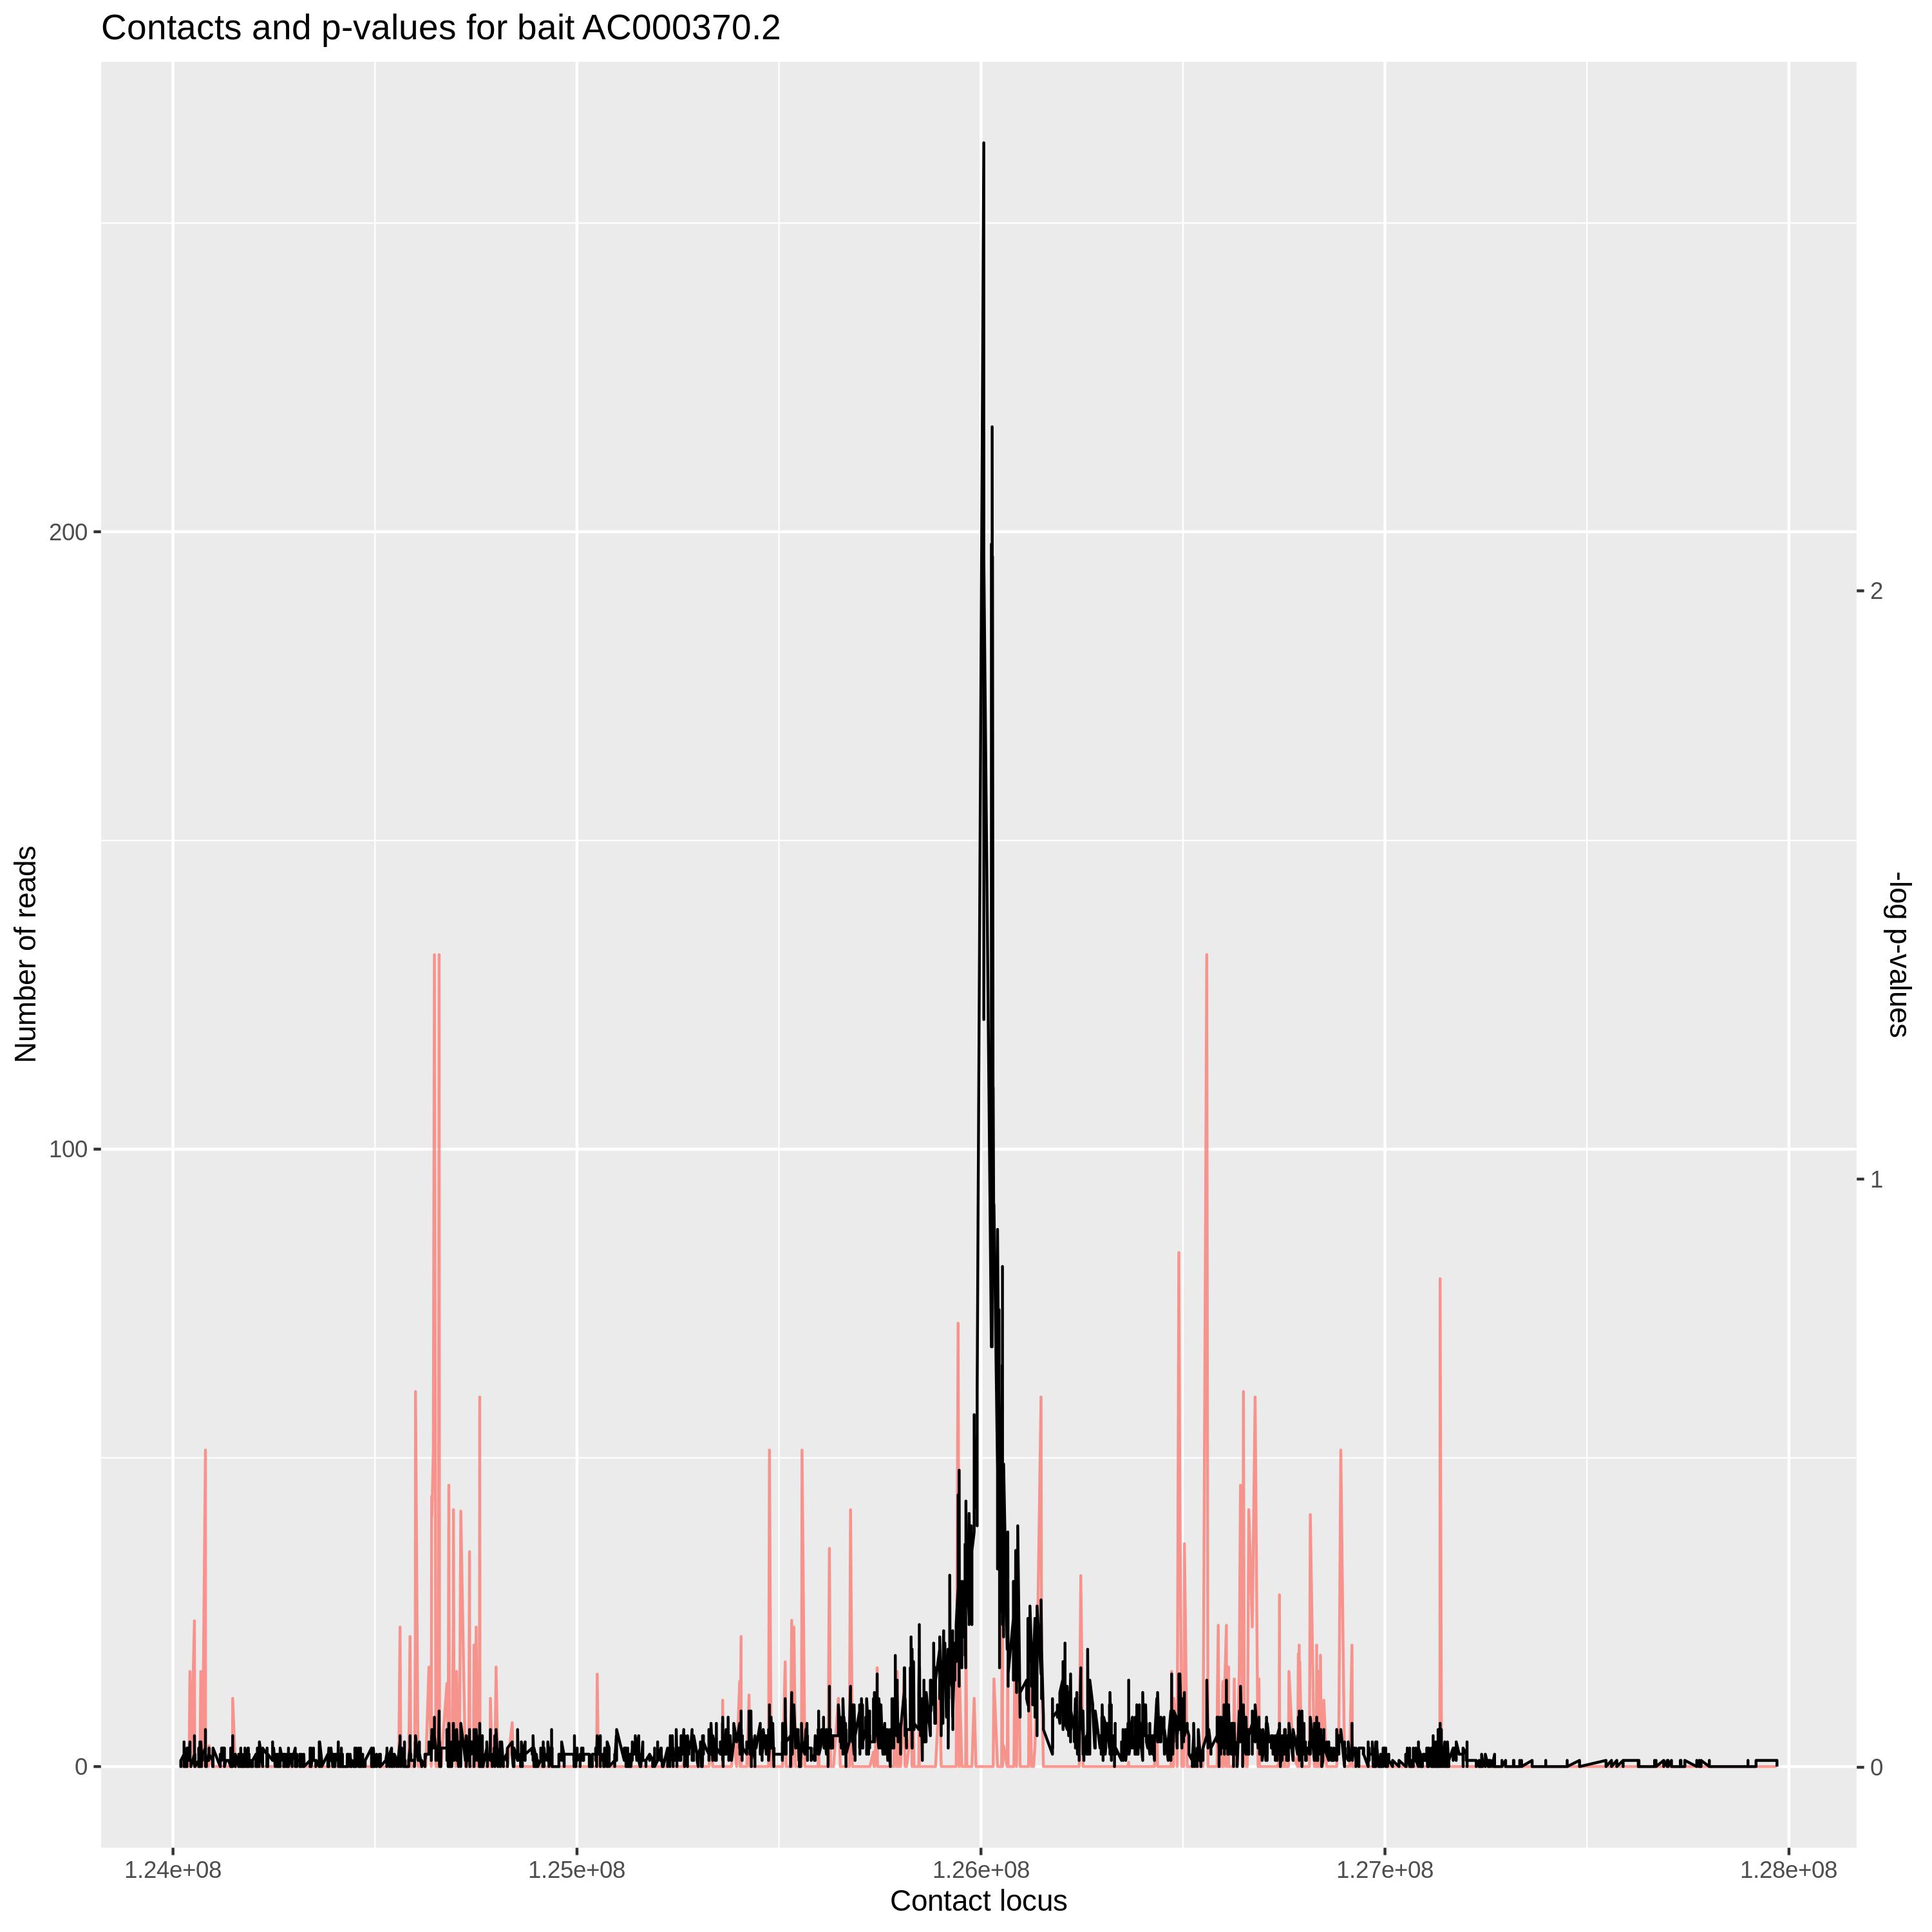 Contacts and p-values for bait AC000370.2
Number of reads
200
100
0
2
1
0
-log p-values
1.24e+08
1.25e+08
1.26e+08
1.27e+08
1.28e+08
Contact locus